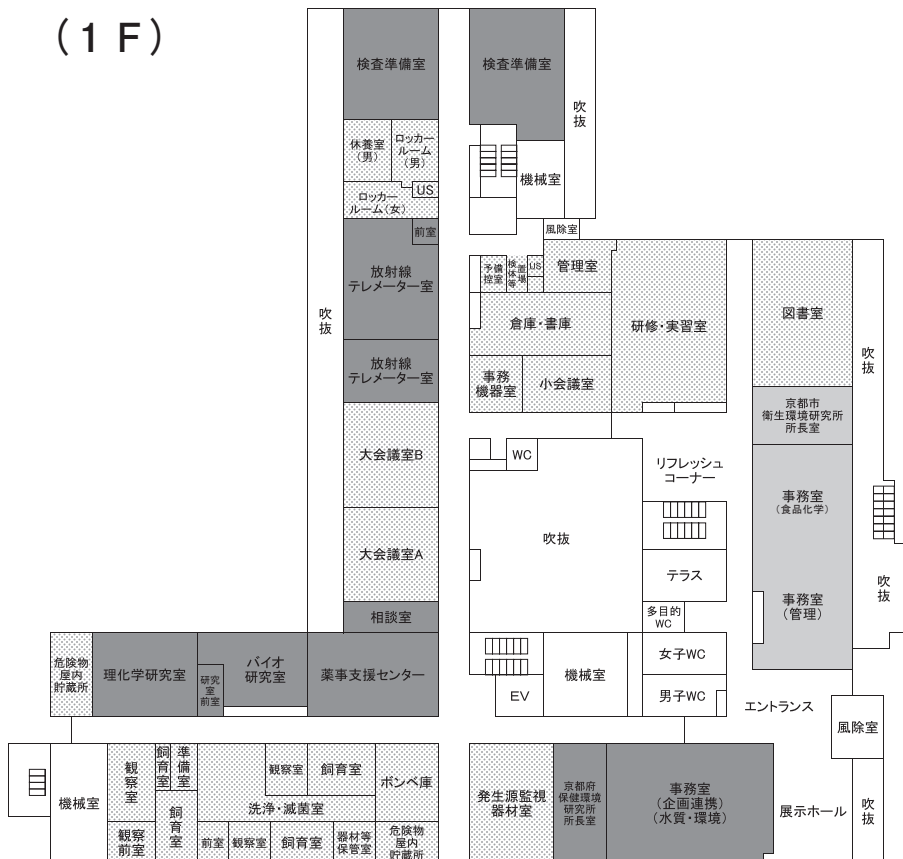 （１Ｆ）
検査準備室
検査準備室
吹
抜
休養室
（男）
ロッカー
ルーム
（男）
US
ロッカー
ルーム（女）
機械室
前室
風除室
放射線
テレメーター室
予備
控室
検体等
置場
US
管理室
吹
抜
倉庫・書庫
研修・実習室
図書室
吹
抜
放射線
テレメーター室
事務
機器室
小会議室
京都市
衛生環境研究所
所長室
大会議室B
WC
リフレッシュ
コーナー
事務室
（食品化学）
吹抜
大会議室A
テラス
吹
抜
事務室
（管理）
相談室
多目的
WC
危険物
屋内
貯蔵所
理化学研究室
研究
室
前室
バイオ
研究室
薬事支援センター
EV
機械室
女子WC
男子WC
エントランス
風除室
機械室
観
察
室
飼
育
室
準
備
室
観察室
飼育室
ボンベ庫
洗浄・滅菌室
飼
育
室
観察
前室
前室
観察室
飼育室
器材等
保管室
危険物
屋内
貯蔵所
発生源監視
器材室
京都府
保健環境
研究所
所長室
事務室
（企画連携）
（水質・環境）
展示ホール
吹
抜